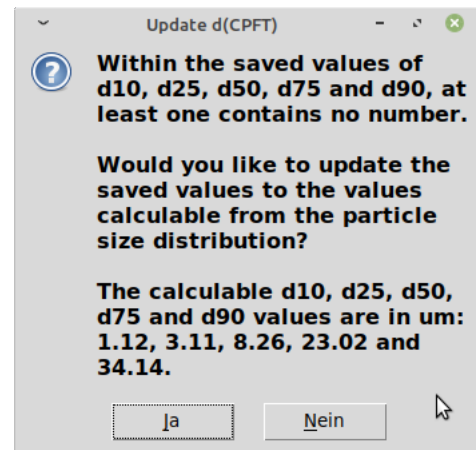 Update d(CPFT)
Within the saved values of
d10, d25, d50, d75 and d90, at
least one contains no number.
Would you like to update the
saved values to the values
calculable from the particle
size distribution?
The calculable d10, d25, d50,
d75 and d90 values are in um:
1.12, 3.11, 8.26, 23.02 and
34.14.
Ja Nein